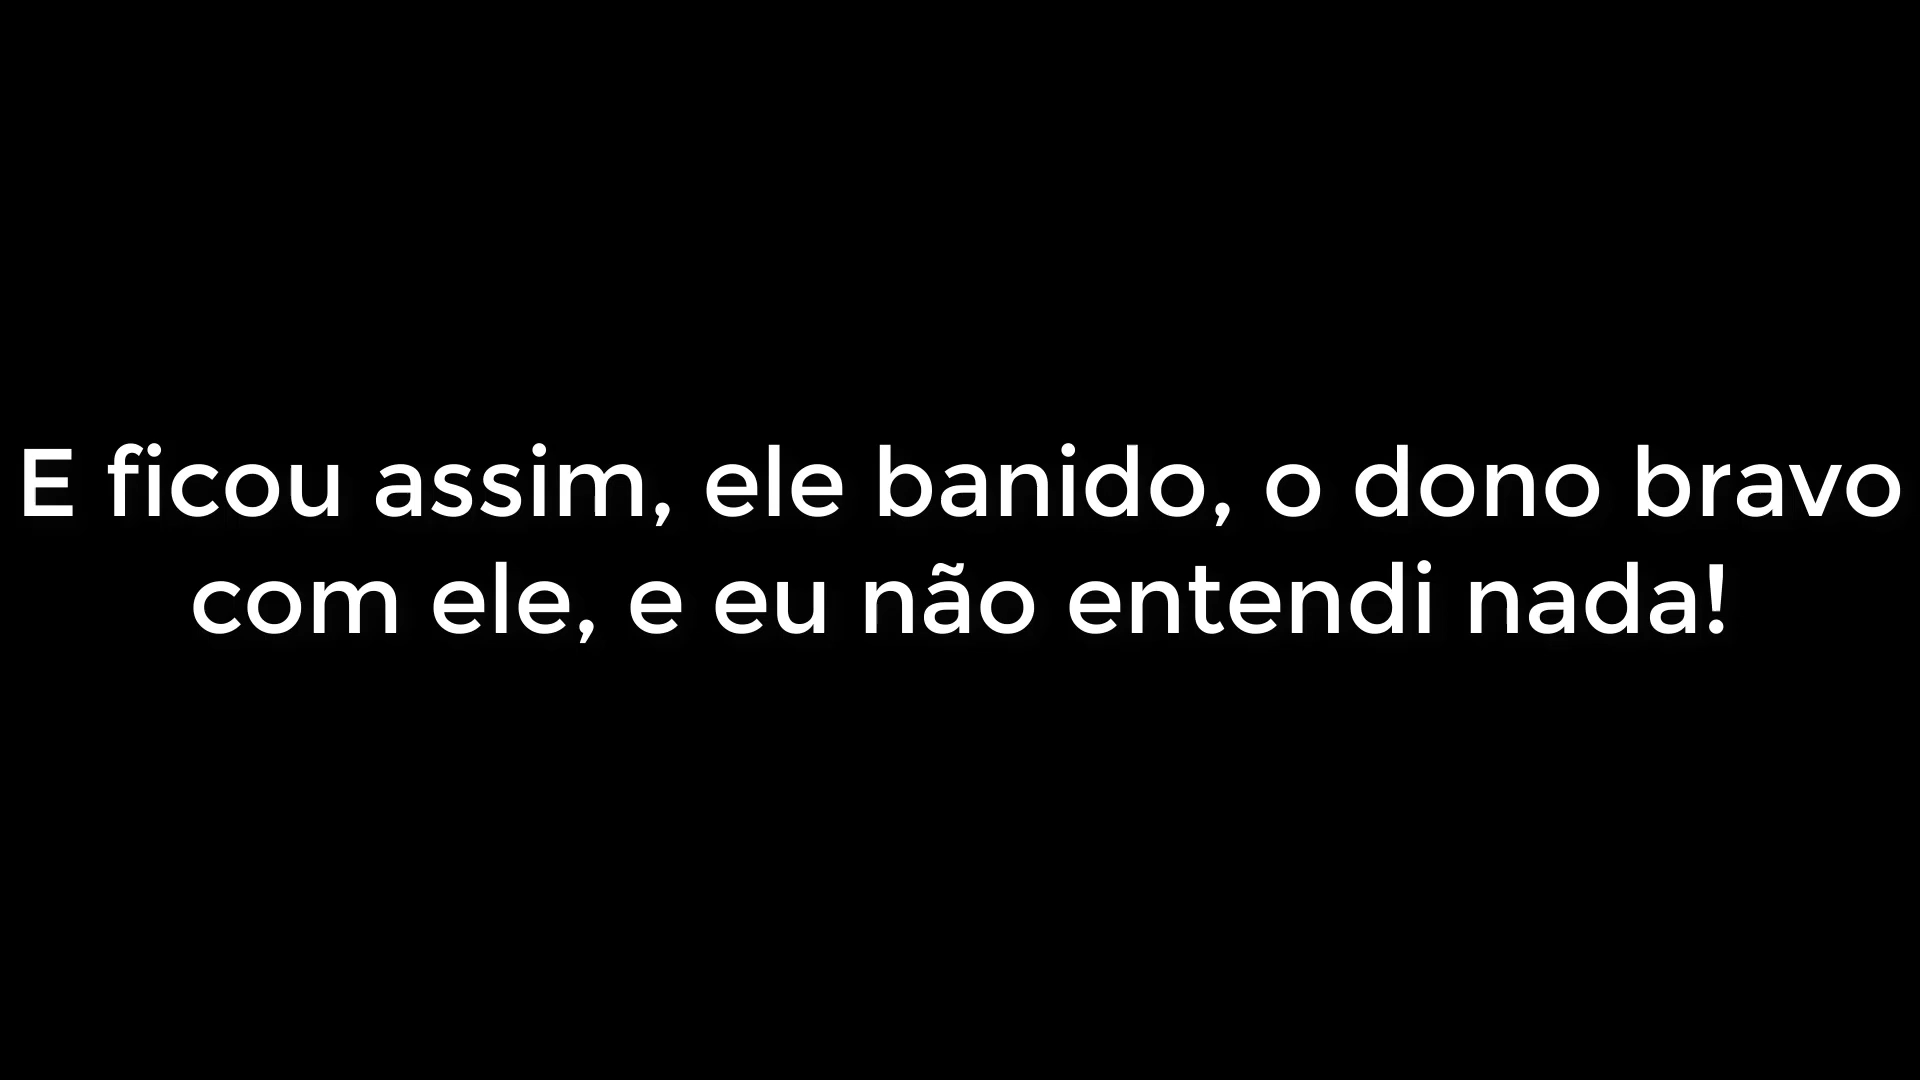 E ficou assim, ele banido, o dono bravo
com ele, e eu não entendi nada!